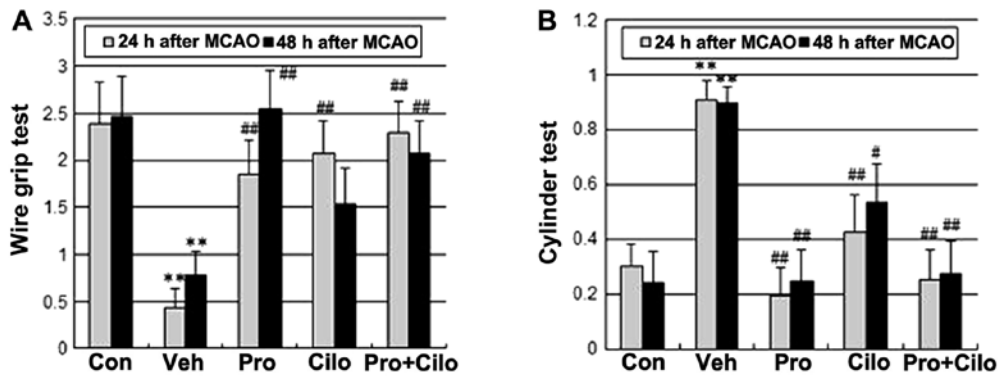 A
Wire grip test
3.5
3
2.5
2
1.5
1
0.5
0
24 h after MCAO 48 h after MCAO
** ** ## ## ## ## ##
Con Veh Pro Cilo Pro+Cilo
B
Cylinder test
1.2
1
0.8
0.6
0.4
0.2
0
24 h after MCAO 48 h after MCAO
** ** ## ## ## # ## ##
Con Veh Pro Cilo Pro+Cilo